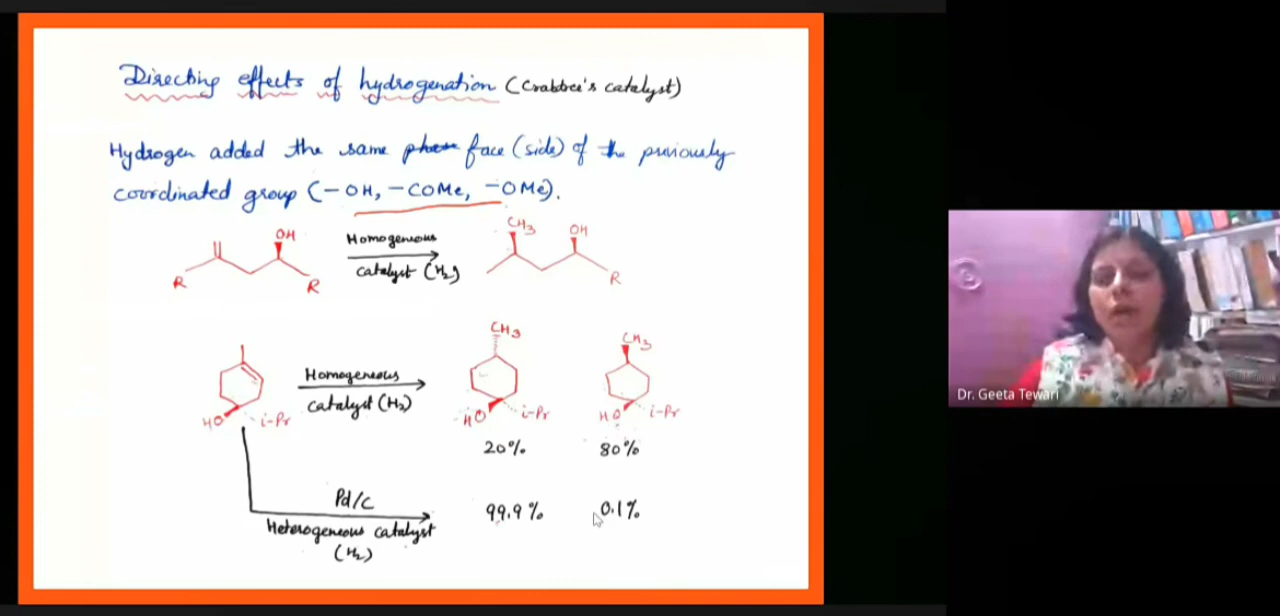 Directing effects of hydrogenation (Crabtree's catalyst)
Hydrogen added the same face (side) of the previously
coordinated group (-OH, -COMe, -OMe).
OH
R
R
Homogeneous
catalyst (H₂)
CH₃
OH
R
HO
i-Pr
Homogeneous
catalyst (H₂)
CH₃
HO
i-Pr
20%
CH₃
HO
i-Pr
80%
Pd/C
Heterogeneous catalyst
(H₂)
99.9%
0.1%
Dr. Geeta Tewari